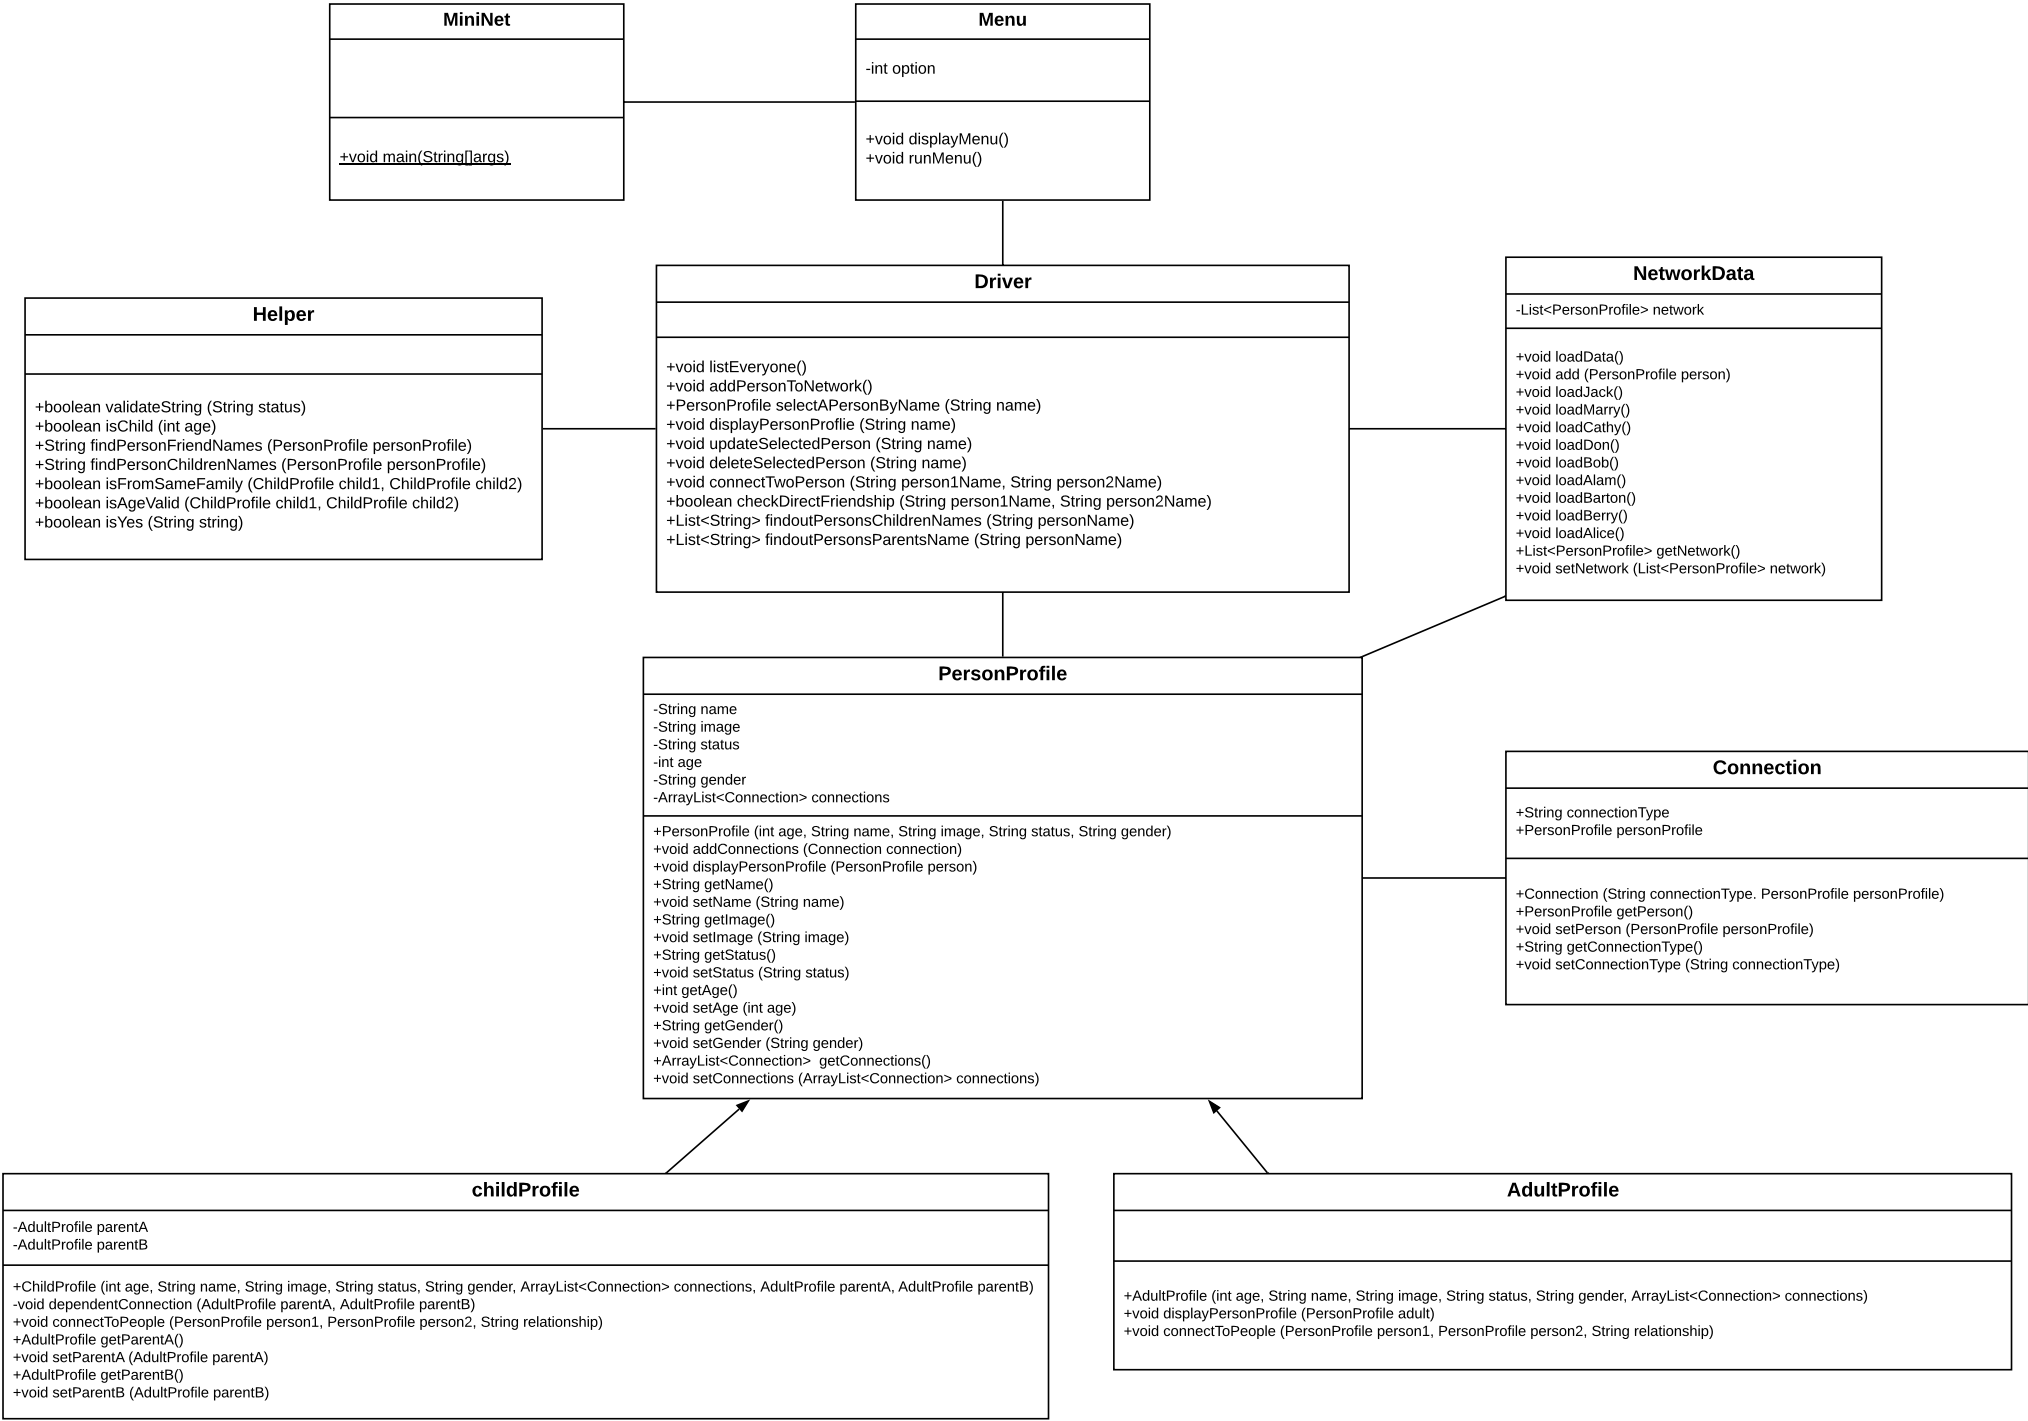 MiniNet
+void main(String[]args)
Menu
-int option
+void displayMenu()
+void runMenu()
Helper
+boolean validateString (String status)
+boolean isChild (int age)
+String findPersonFriendNames (PersonProfile personProfile)
+String findPersonChildrenNames (PersonProfile personProfile)
+boolean isFromSameFamily (ChildProfile child1, ChildProfile child2)
+boolean isAgeValid (ChildProfile child1, ChildProfile child2)
+boolean isYes (String string)
Driver
+void listEveryone()
+void addPersonToNetwork()
+PersonProfile selectAPersonByName (String name)
+void displayPersonProflie (String name)
+void updateSelectedPerson (String name)
+void deleteSelectedPerson (String name)
+void connectTwoPerson (String person1Name, String person2Name)
+boolean checkDirectFriendship (String person1Name, String person2Name)
+List<String> findoutPersonsChildrenNames (String personName)
+List<String> findoutPersonsParentsName (String personName)
NetworkData
-List<PersonProfile> network
+void loadData()
+void add (PersonProfile person)
+void loadJack()
+void loadMarry()
+void loadCathy()
+void loadDon()
+void loadBob()
+void loadAlam()
+void loadBarton()
+void loadBerry()
+void loadAlice()
+List<PersonProfile> getNetwork()
+void setNetwork (List<PersonProfile> network)
PersonProfile
-String name
-String image
-String status
-int age
-String gender
-ArrayList<Connection> connections
+PersonProfile (int age, String name, String image, String status, String gender)
+void addConnections (Connection connection)
+void displayPersonProfile (PersonProfile person)
+String getName()
+void setName (String name)
+String getImage()
+void setImage (String image)
+String getStatus()
+void setStatus (String status)
+int getAge()
+void setAge (int age)
+String getGender()
+void setGender (String gender)
+ArrayList<Connection>  getConnections()
+void setConnections (ArrayList<Connection> connections)
Connection
+String connectionType
+PersonProfile personProfile
+Connection (String connectionType. PersonProfile personProfile)
+PersonProfile getPerson()
+void setPerson (PersonProfile personProfile)
+String getConnectionType()
+void setConnectionType (String connectionType)
childProfile
-AdultProfile parentA
-AdultProfile parentB
+ChildProfile (int age, String name, String image, String status, String gender, ArrayList<Connection> connections, AdultProfile parentA, AdultProfile parentB)
-void dependentConnection (AdultProfile parentA, AdultProfile parentB)
+void connectToPeople (PersonProfile person1, PersonProfile person2, String relationship)
+AdultProfile getParentA()
+void setParentA (AdultProfile parentA)
+AdultProfile getParentB()
+void setParentB (AdultProfile parentB)
AdultProfile
+AdultProfile (int age, String name, String image, String status, String gender, ArrayList<Connection> connections)
+void displayPersonProfile (PersonProfile adult)
+void connectToPeople (PersonProfile person1, PersonProfile person2, String relationship)